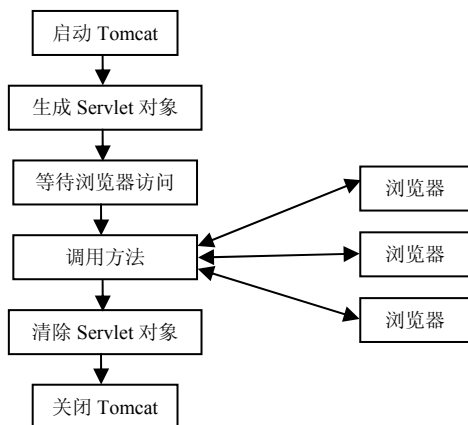 启动 Tomcat
生成 Servlet 对象
等待浏览器访问
浏览器
调用方法
浏览器
浏览器
清除 Servlet 对象
关闭 Tomcat